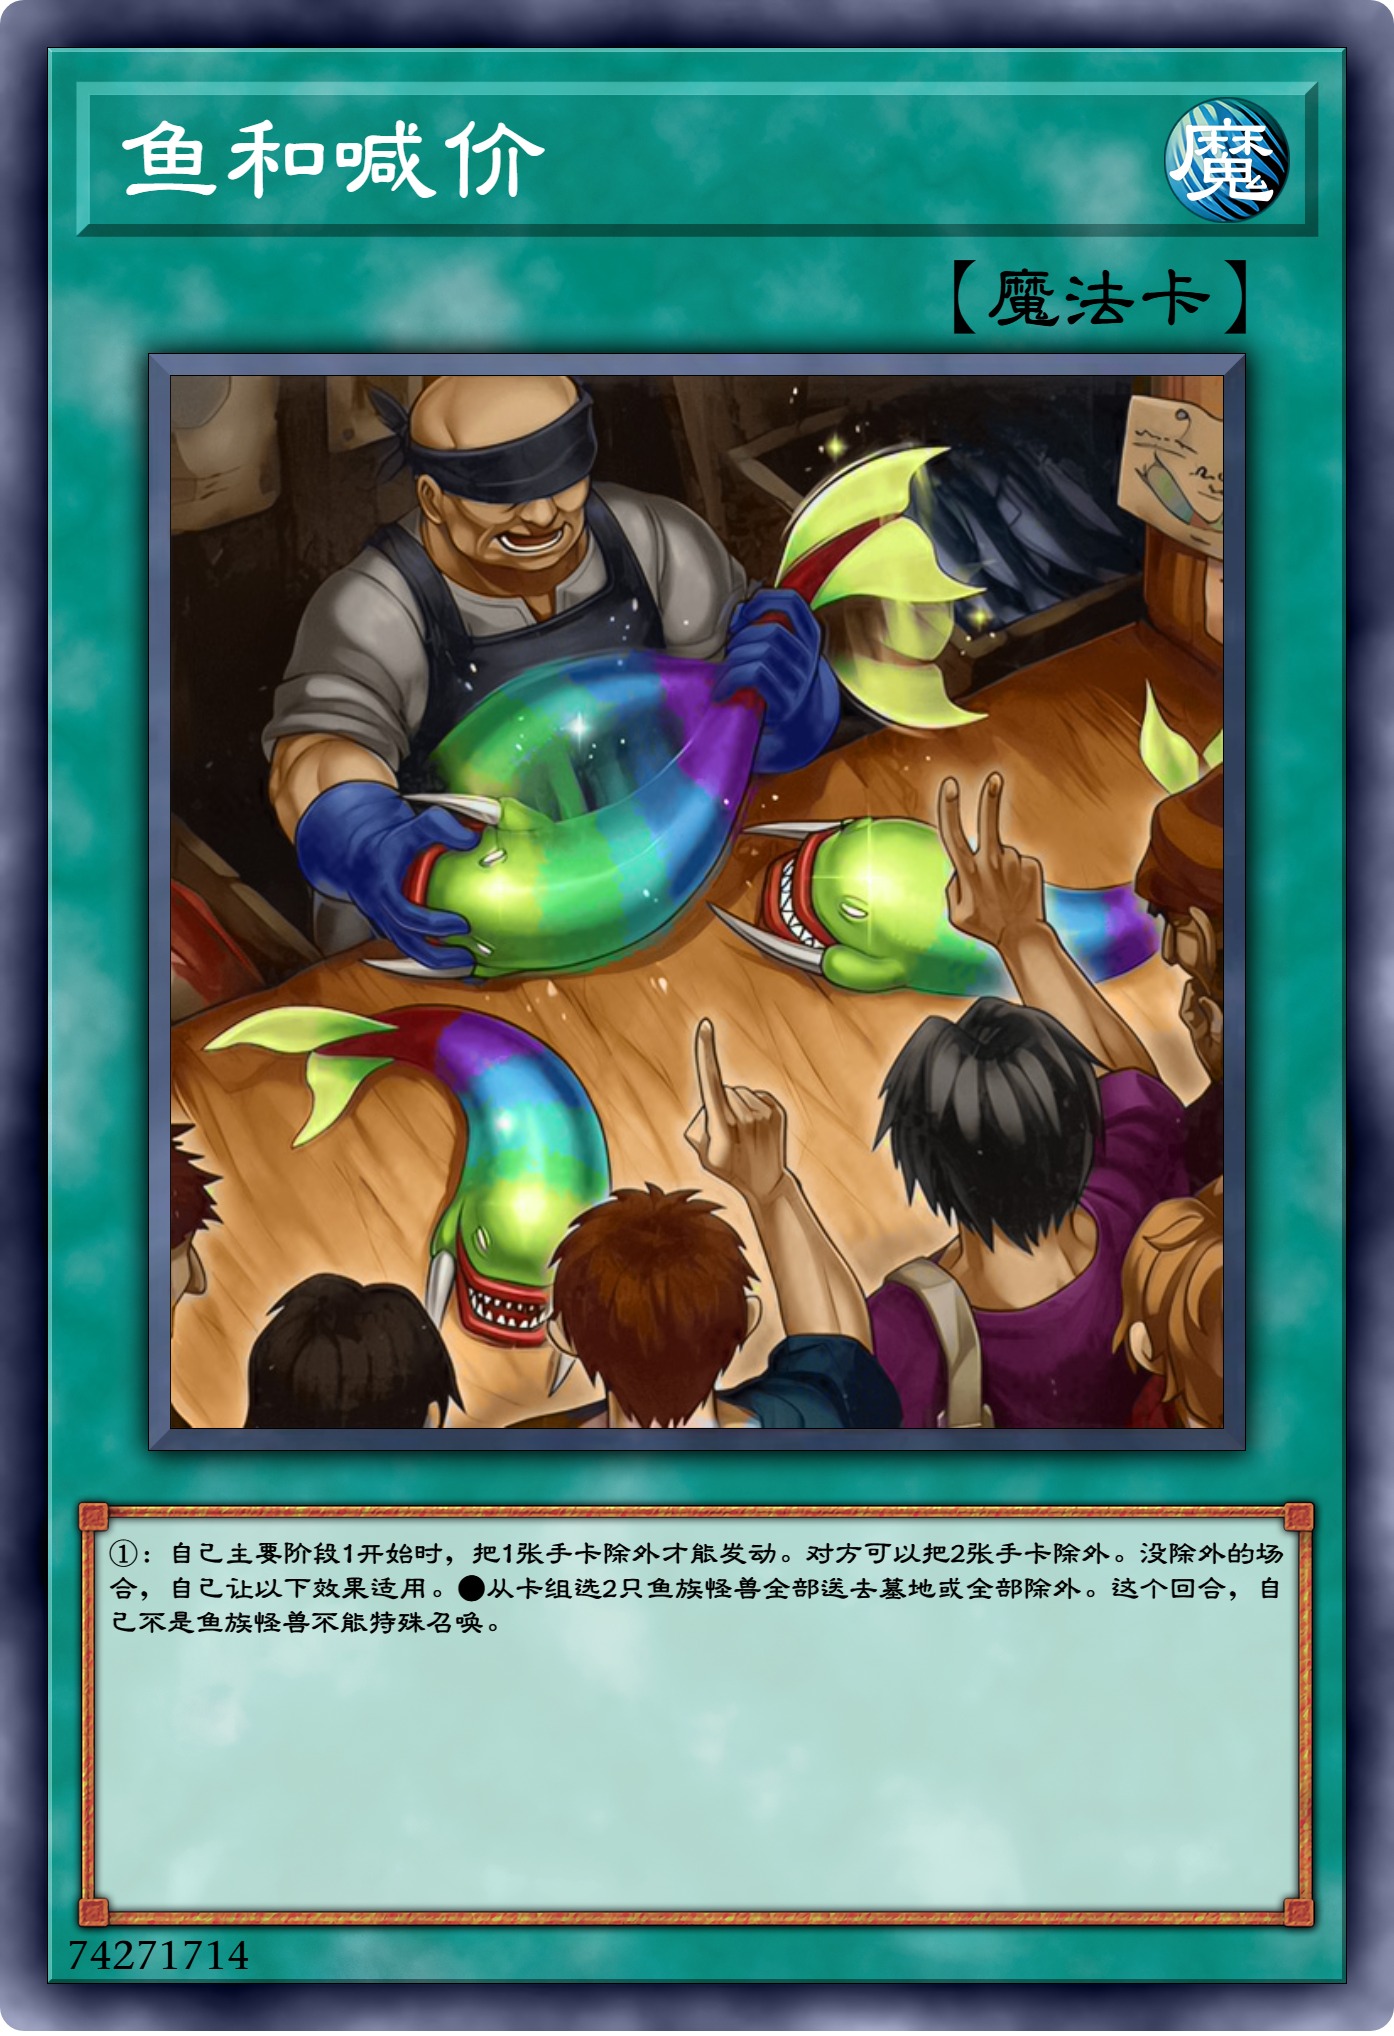 鱼和喊价
魔
【魔法卡】
①：自己主要阶段1开始时，把1张手卡除外才能发动。对方可以把2张手卡除外。没除外的场
合，自己让以下效果适用。●从卡组选2只鱼族怪兽全部送去墓地或全部除外。这个回合，自
己不是鱼族怪兽不能特殊召唤。
74271714